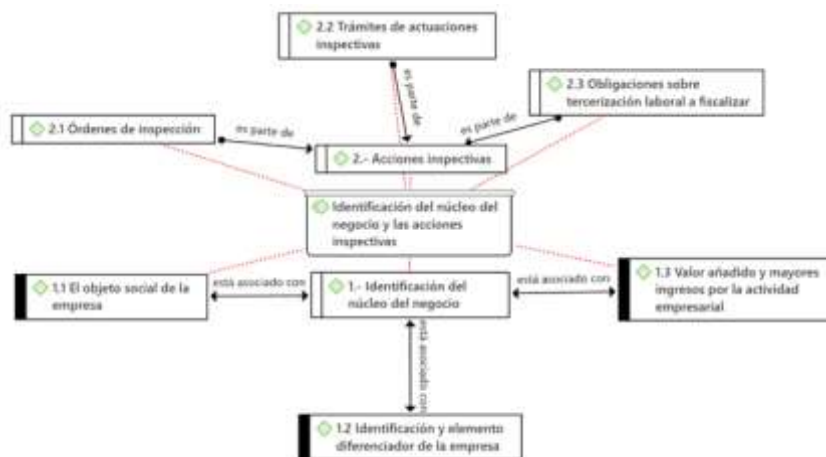 2.2 Trámites de actuaciones
inspectivas
2.3 Obligaciones sobre
tercerización laboral a fiscalizar
es parte de
2.1 Órdenes de inspección
es parte de
es parte de
2.- Acciones inspectivas
Identificación del núcleo del
negocio y las acciones
inspectivas
1.1 El objeto social de la
empresa
está asociado con
1.- Identificación del
núcleo del negocio
está asociado con
1.3 Valor añadido y mayores
ingresos por la actividad
empresarial
está asociado con
1.2 Identificación y elemento
diferenciador de la empresa